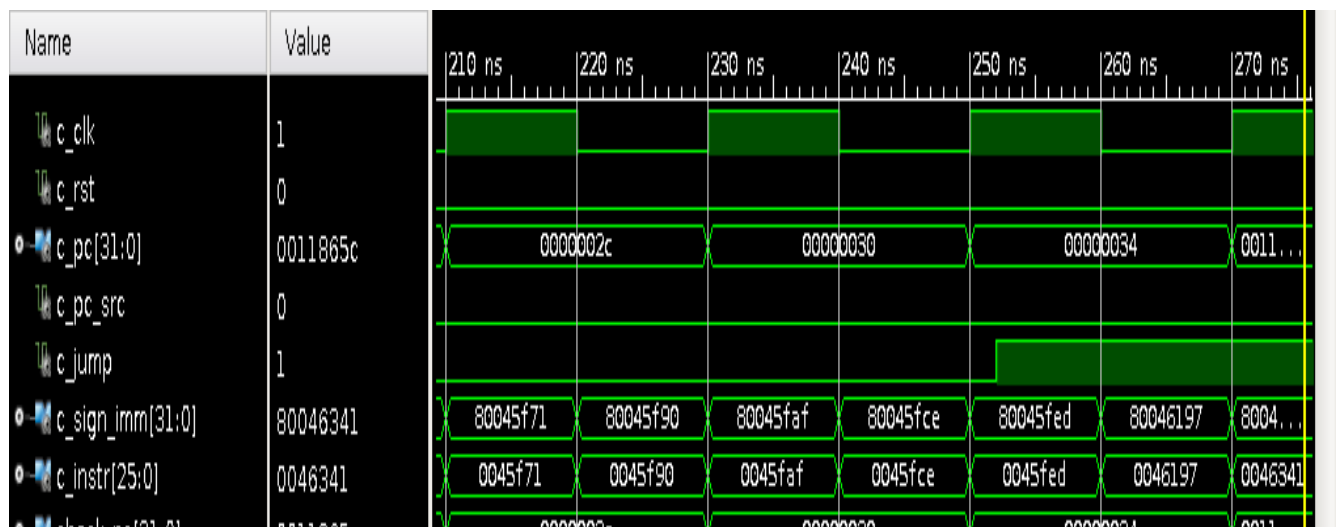 Name Value
210 ns 220 ns 230 ns 240 ns 250 ns 260 ns 270 ns
c_clk 1
c_rst 0
c_pc[31:0] 0011865c 0000002c 00000030 00000034 0011...
c_pc_src 0
c_jump 1
c_sign_imm[31:0] 80046341 80045f71 80045f90 80045faf 80045fce 80045fed 80046197 8004...
c_instr[25:0] 0046341 0045f71 0045f90 0045faf 0045fce 0045fed 0046197 0046341